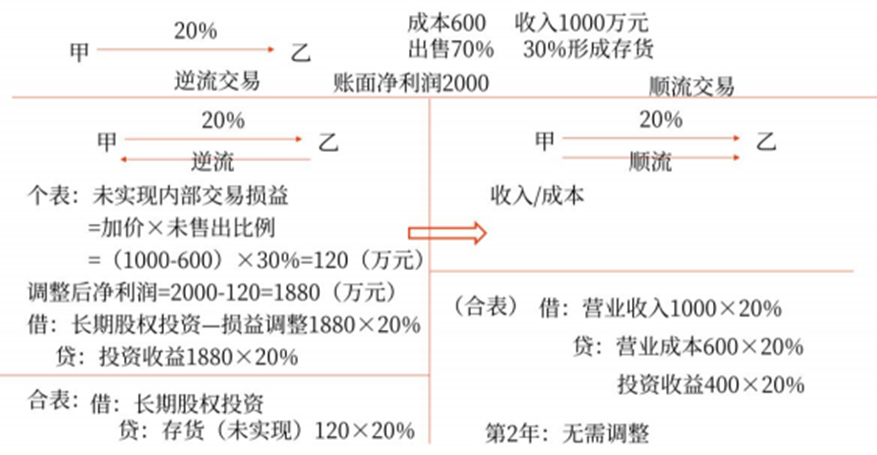 成本600 收入1000万元
20%
甲 乙
出售70% 30%形成存货
逆流交易 账面净利润2000 顺流交易
20%
甲 乙
逆流
个表：未实现内部交易损益
=加价×未售出比例
=（1000-600）×30%=120（万元）
调整后净利润=2000-120=1880（万元）
借：长期股权投资—损益调整1880×20%
贷：投资收益1880×20%
合表：借：长期股权投资
贷：存货（未实现）120×20%
20%
甲 乙
顺流
收入/成本
（合表）借：营业收入1000×20%
贷：营业成本600×20%
投资收益400×20%
第2年：无需调整